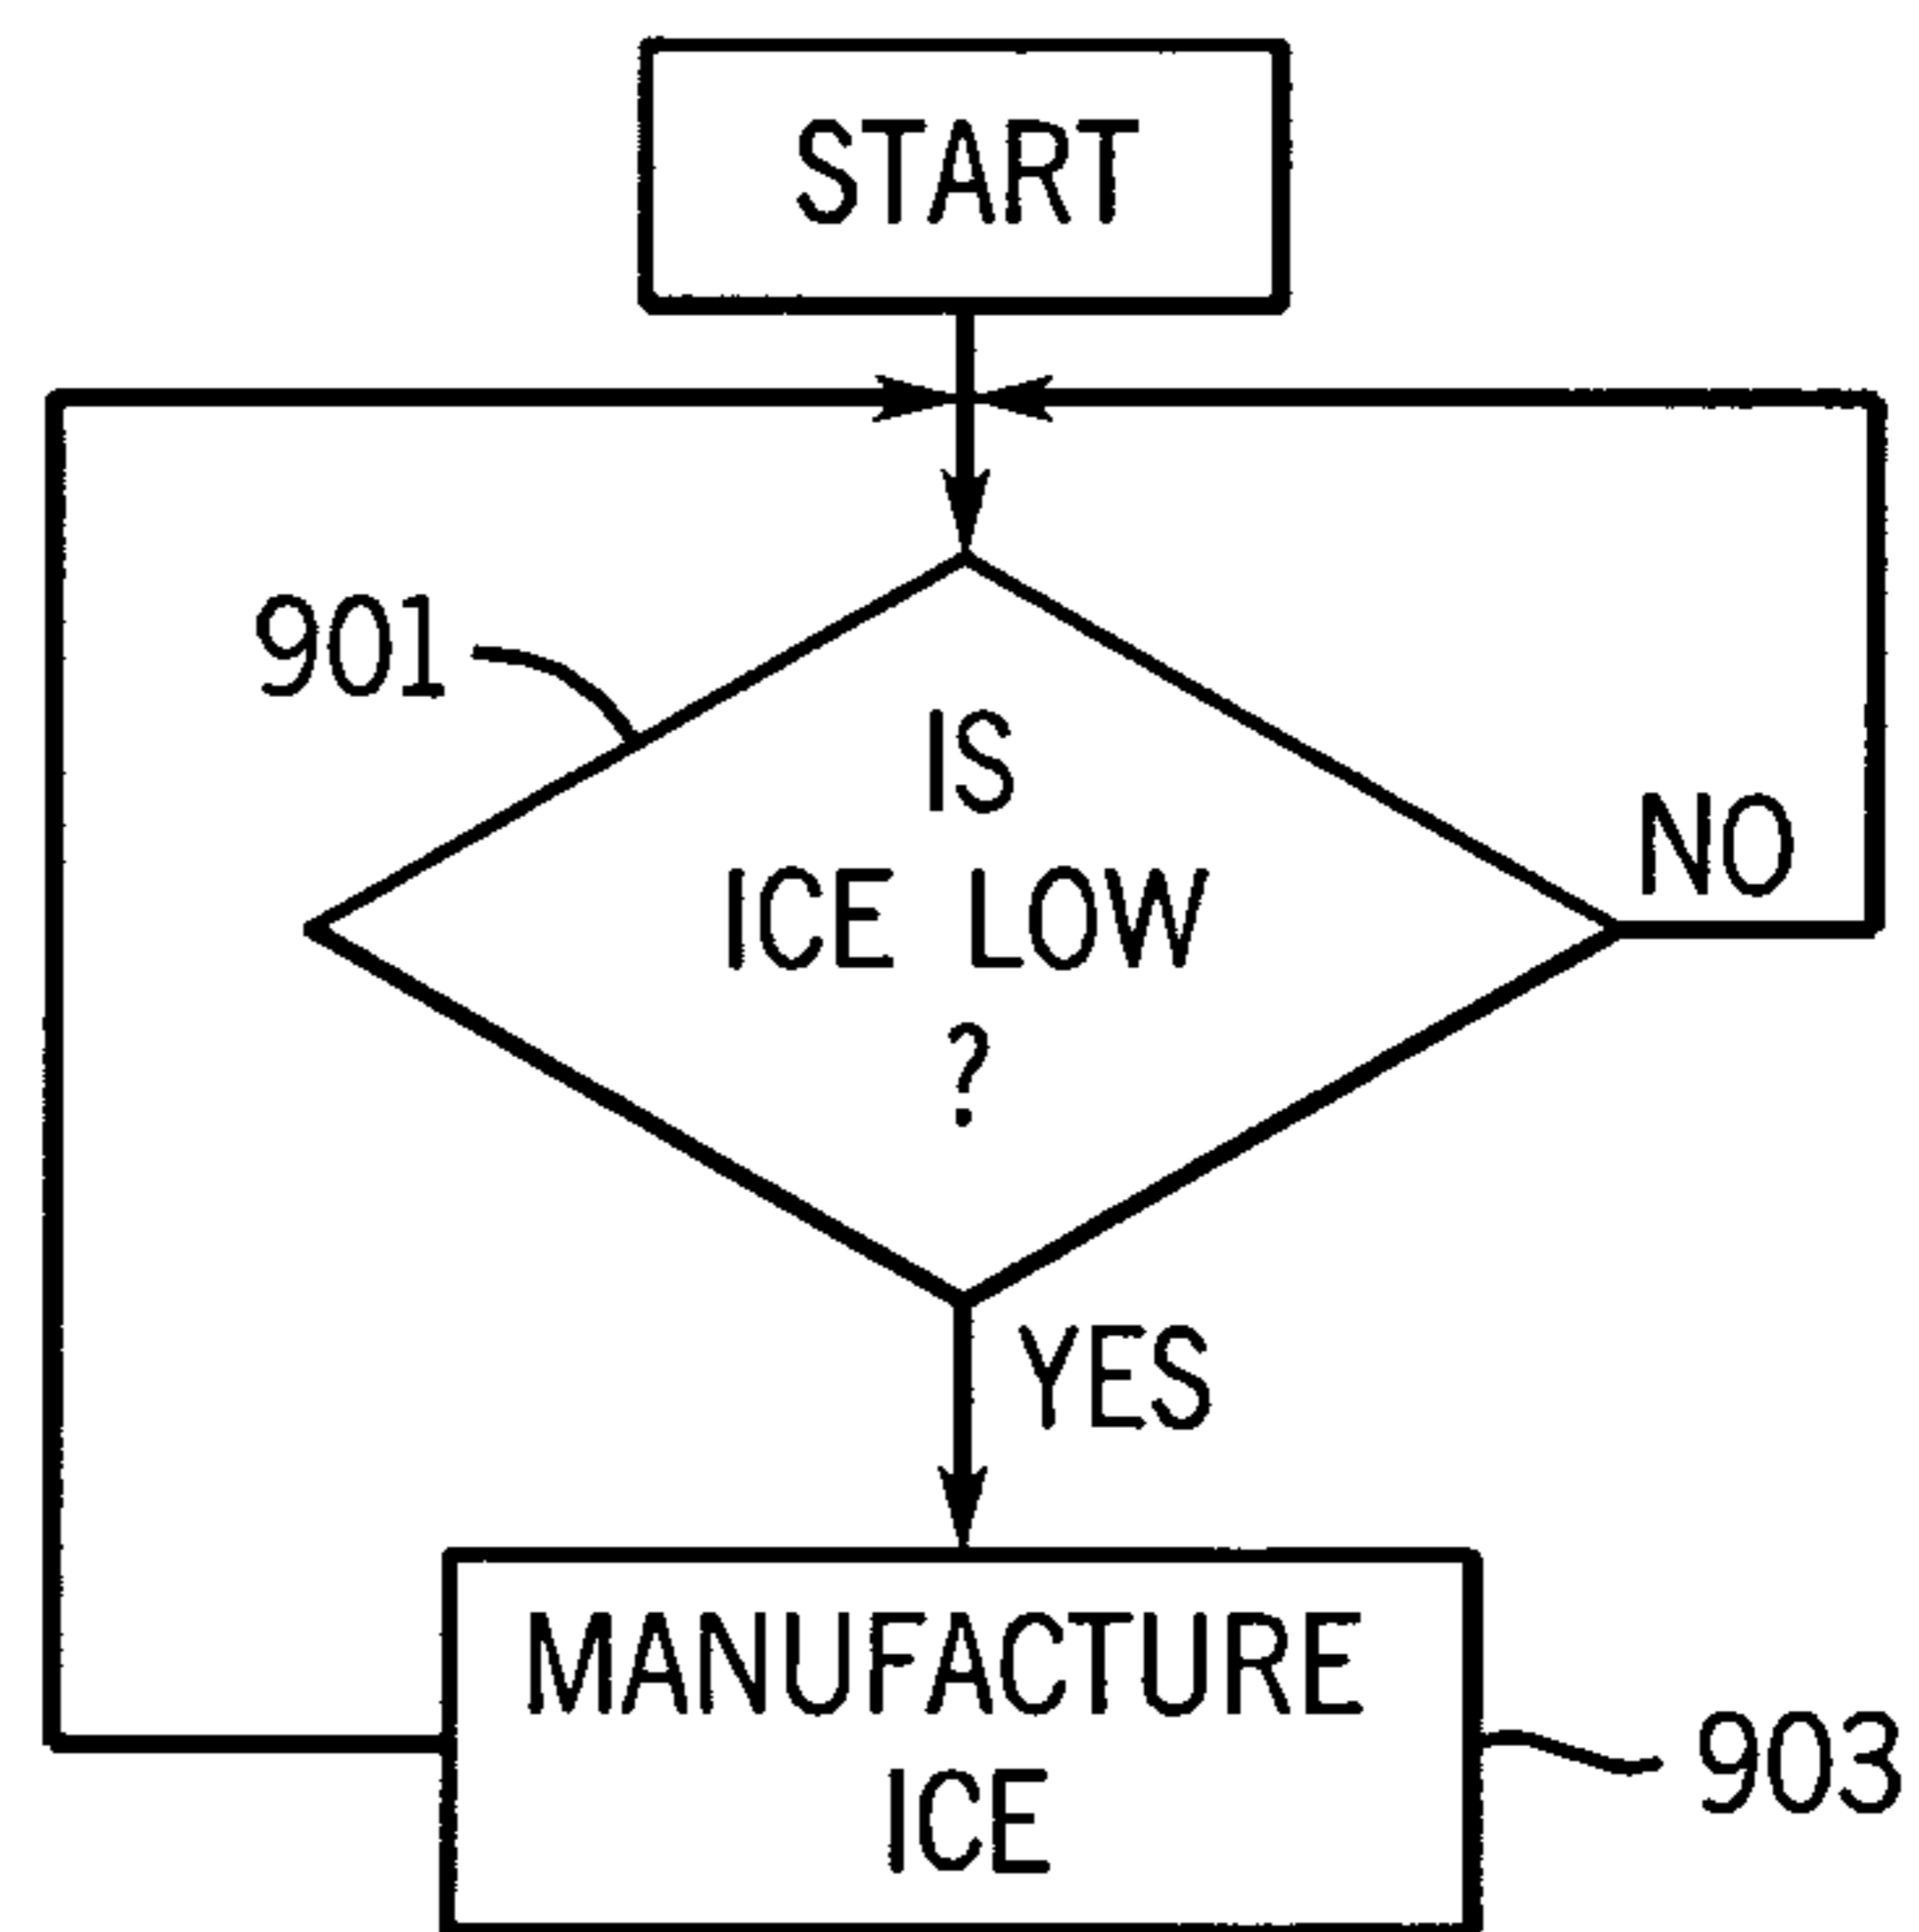 START
901
IS
ICE LOW
?
NO
YES
MANUFACTURE
ICE
903